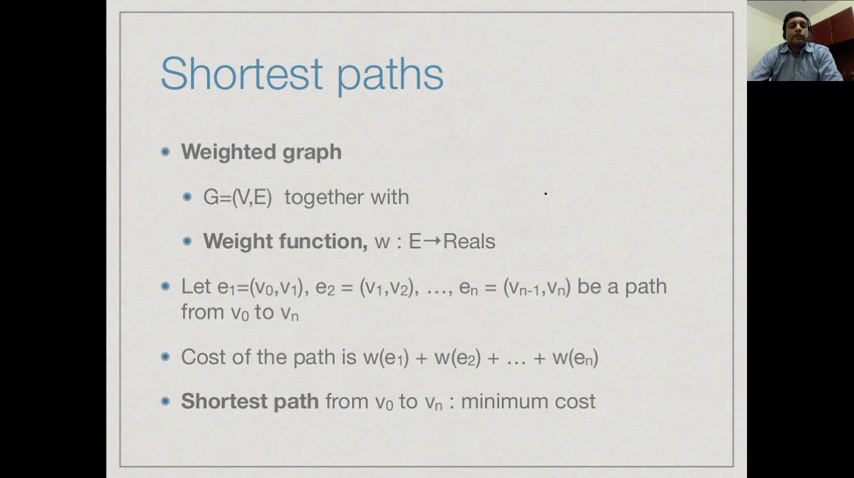 Shortest paths
Weighted graph
G=(V,E) together with
Weight function, w : E→Reals
Let e₁=(v₀,v₁), e₂ = (v₁,v₂), …, eₙ = (vₙ₋₁,vₙ) be a path
from v₀ to vₙ
Cost of the path is w(e₁) + w(e₂) + … + w(eₙ)
Shortest path from v₀ to vₙ : minimum cost